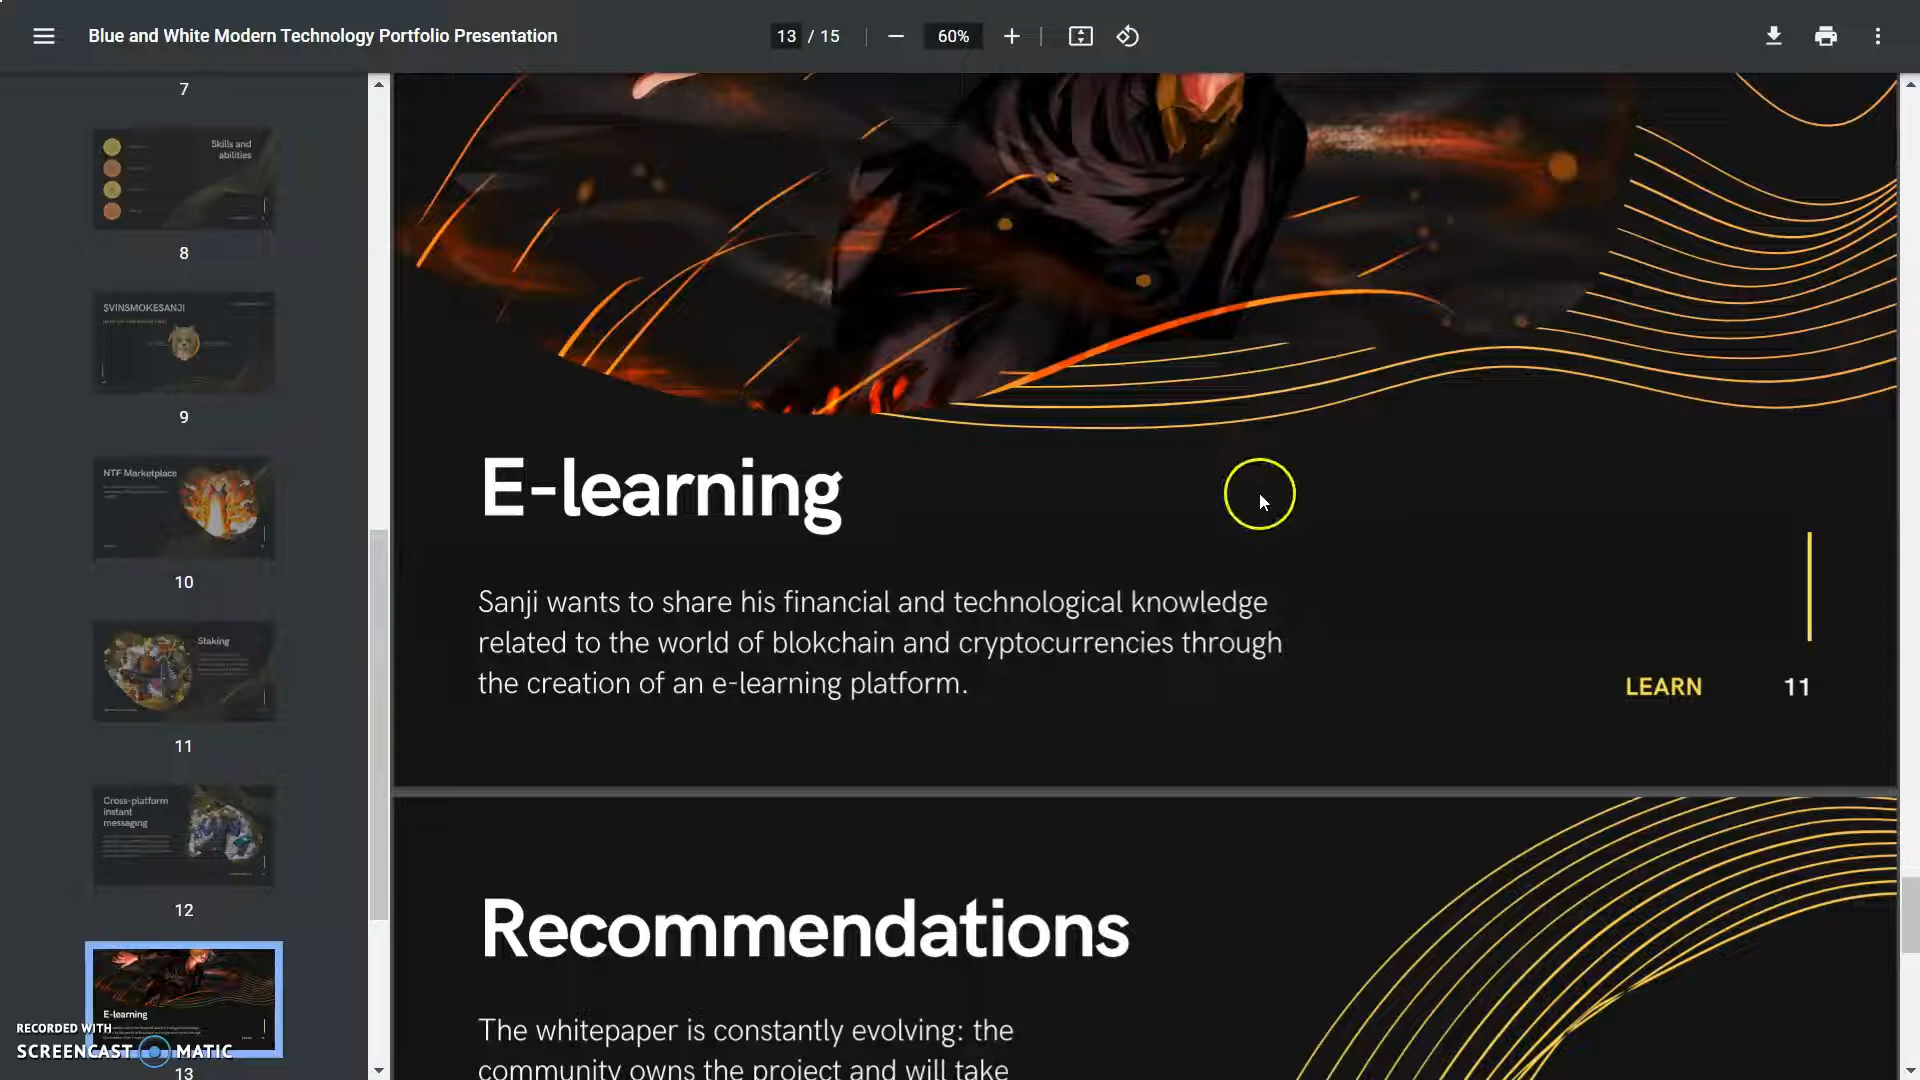 Blue and White Modern Technology Portfolio Presentation
13 / 15
60%
7
Skills and
abilities
8
$VINSMOKESANJI
9
NTF Marketplace
10
Staking
11
Cross-platform
instant
messaging
12
E-learning
13
E-learning
Sanji wants to share his financial and technological knowledge
related to the world of blokchain and cryptocurrencies through
the creation of an e-learning platform.
LEARN 11
Recommendations
The whitepaper is constantly evolving: the
community owns the project and will take
RECORDED WITH
SCREENCAST MATIC